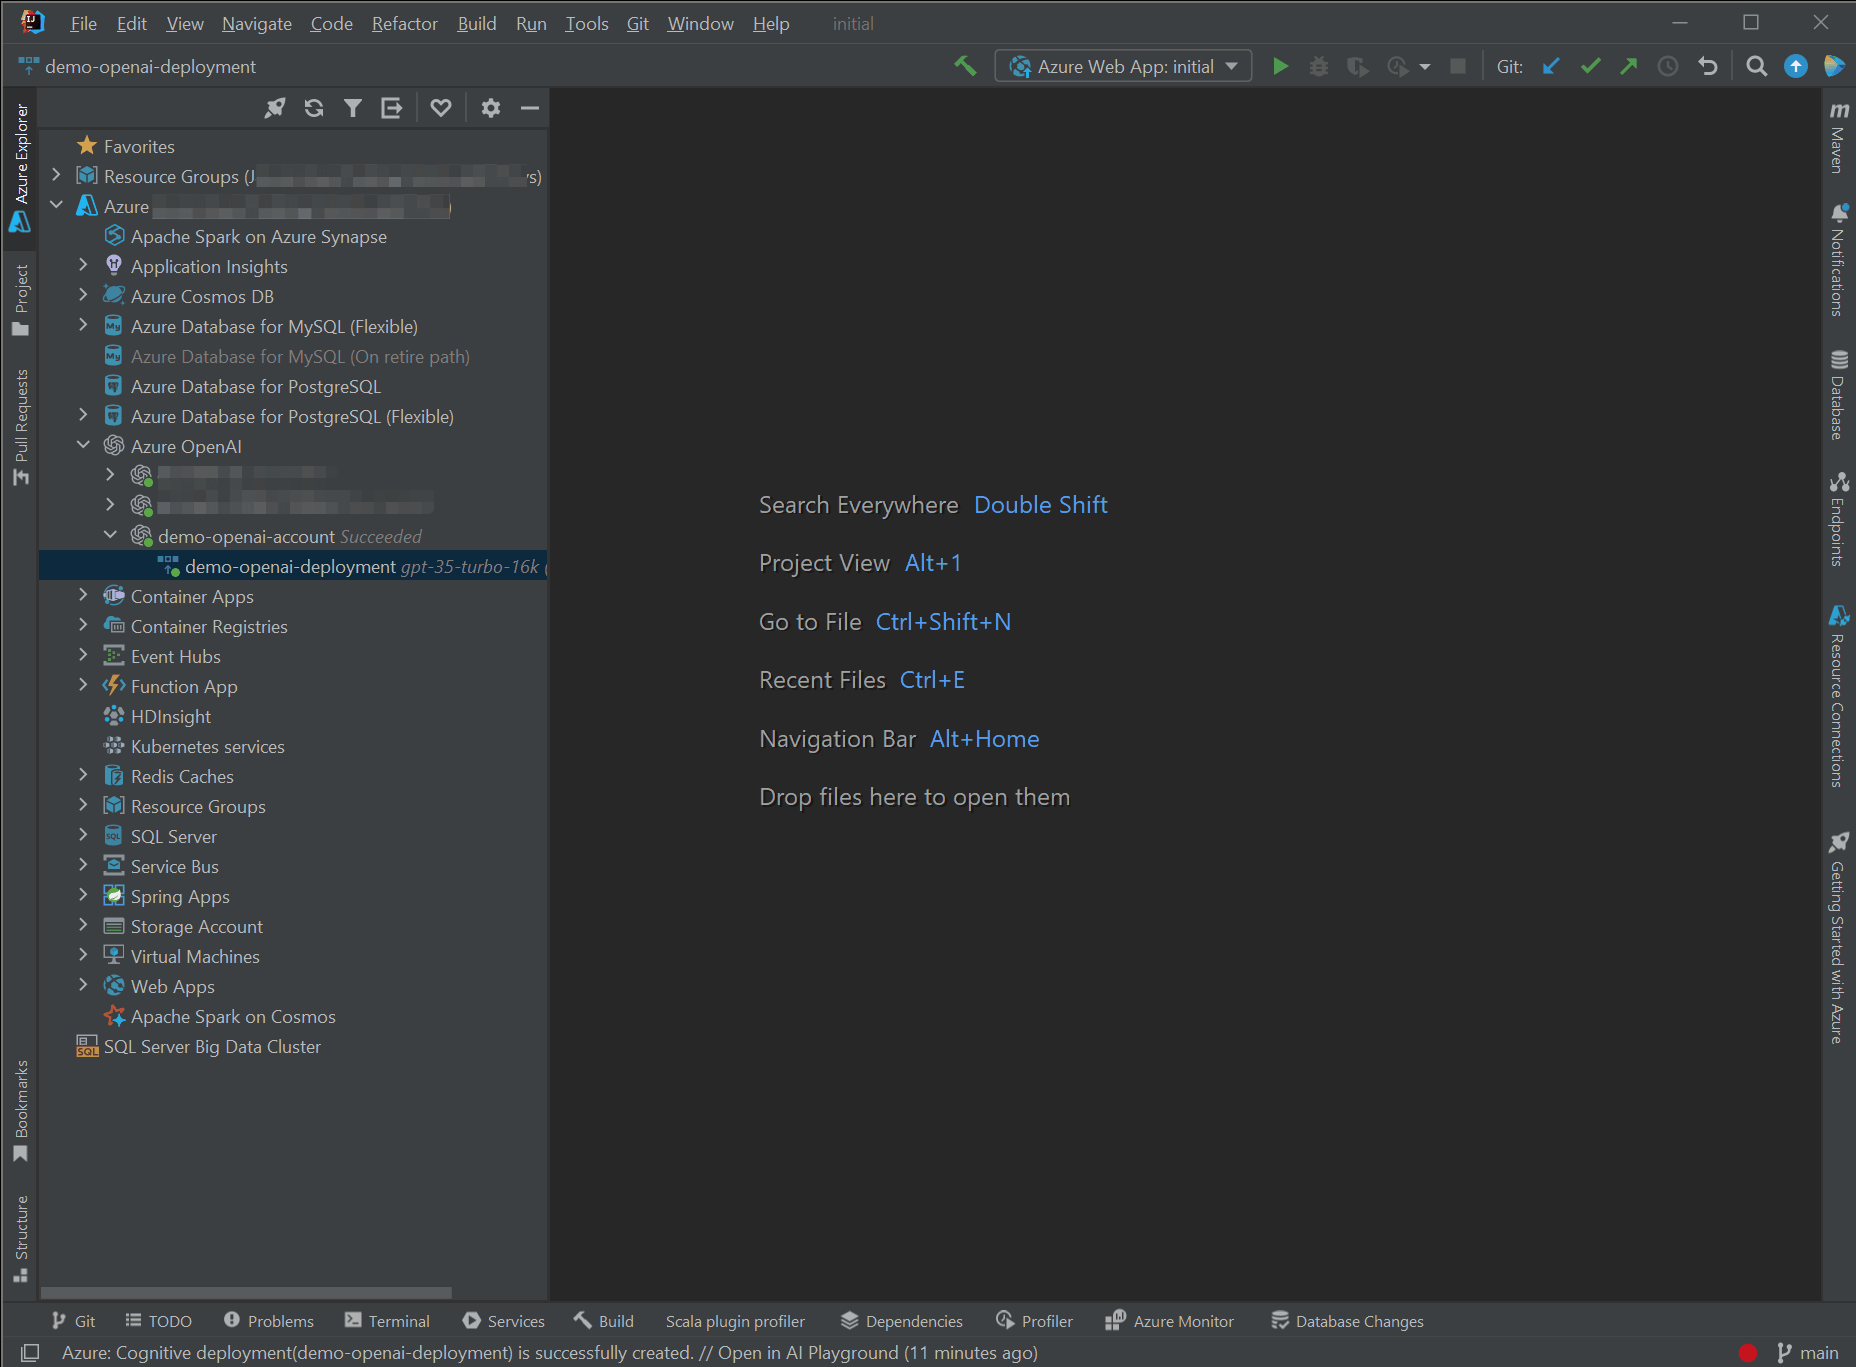 File Edit View Navigate Code Refactor Build Run Tools Git Window Help initial
demo-openai-deployment
Azure Web App: initial
Git:
Azure Explorer
Project
Pull Requests
Bookmarks
Structure
Favorites
Resource Groups (J s)
Azure )
Apache Spark on Azure Synapse
Application Insights
Azure Cosmos DB
Azure Database for MySQL (Flexible)
Azure Database for MySQL (On retire path)
Azure Database for PostgreSQL
Azure Database for PostgreSQL (Flexible)
Azure OpenAI
demo-openai-account Succeeded
demo-openai-deployment gpt-35-turbo-16k (
Container Apps
Container Registries
Event Hubs
Function App
HDInsight
Kubernetes services
Redis Caches
Resource Groups
SQL Server
Service Bus
Spring Apps
Storage Account
Virtual Machines
Web Apps
Apache Spark on Cosmos
SQL Server Big Data Cluster
Search Everywhere Double Shift
Project View Alt+1
Go to File Ctrl+Shift+N
Recent Files Ctrl+E
Navigation Bar Alt+Home
Drop files here to open them
Maven
Notifications
Database
Endpoints
Resource Connections
Getting Started with Azure
Git TODO Problems Terminal Services Build Scala plugin profiler Dependencies Profiler Azure Monitor Database Changes
Azure: Cognitive deployment(demo-openai-deployment) is successfully created. // Open in AI Playground (11 minutes ago) main